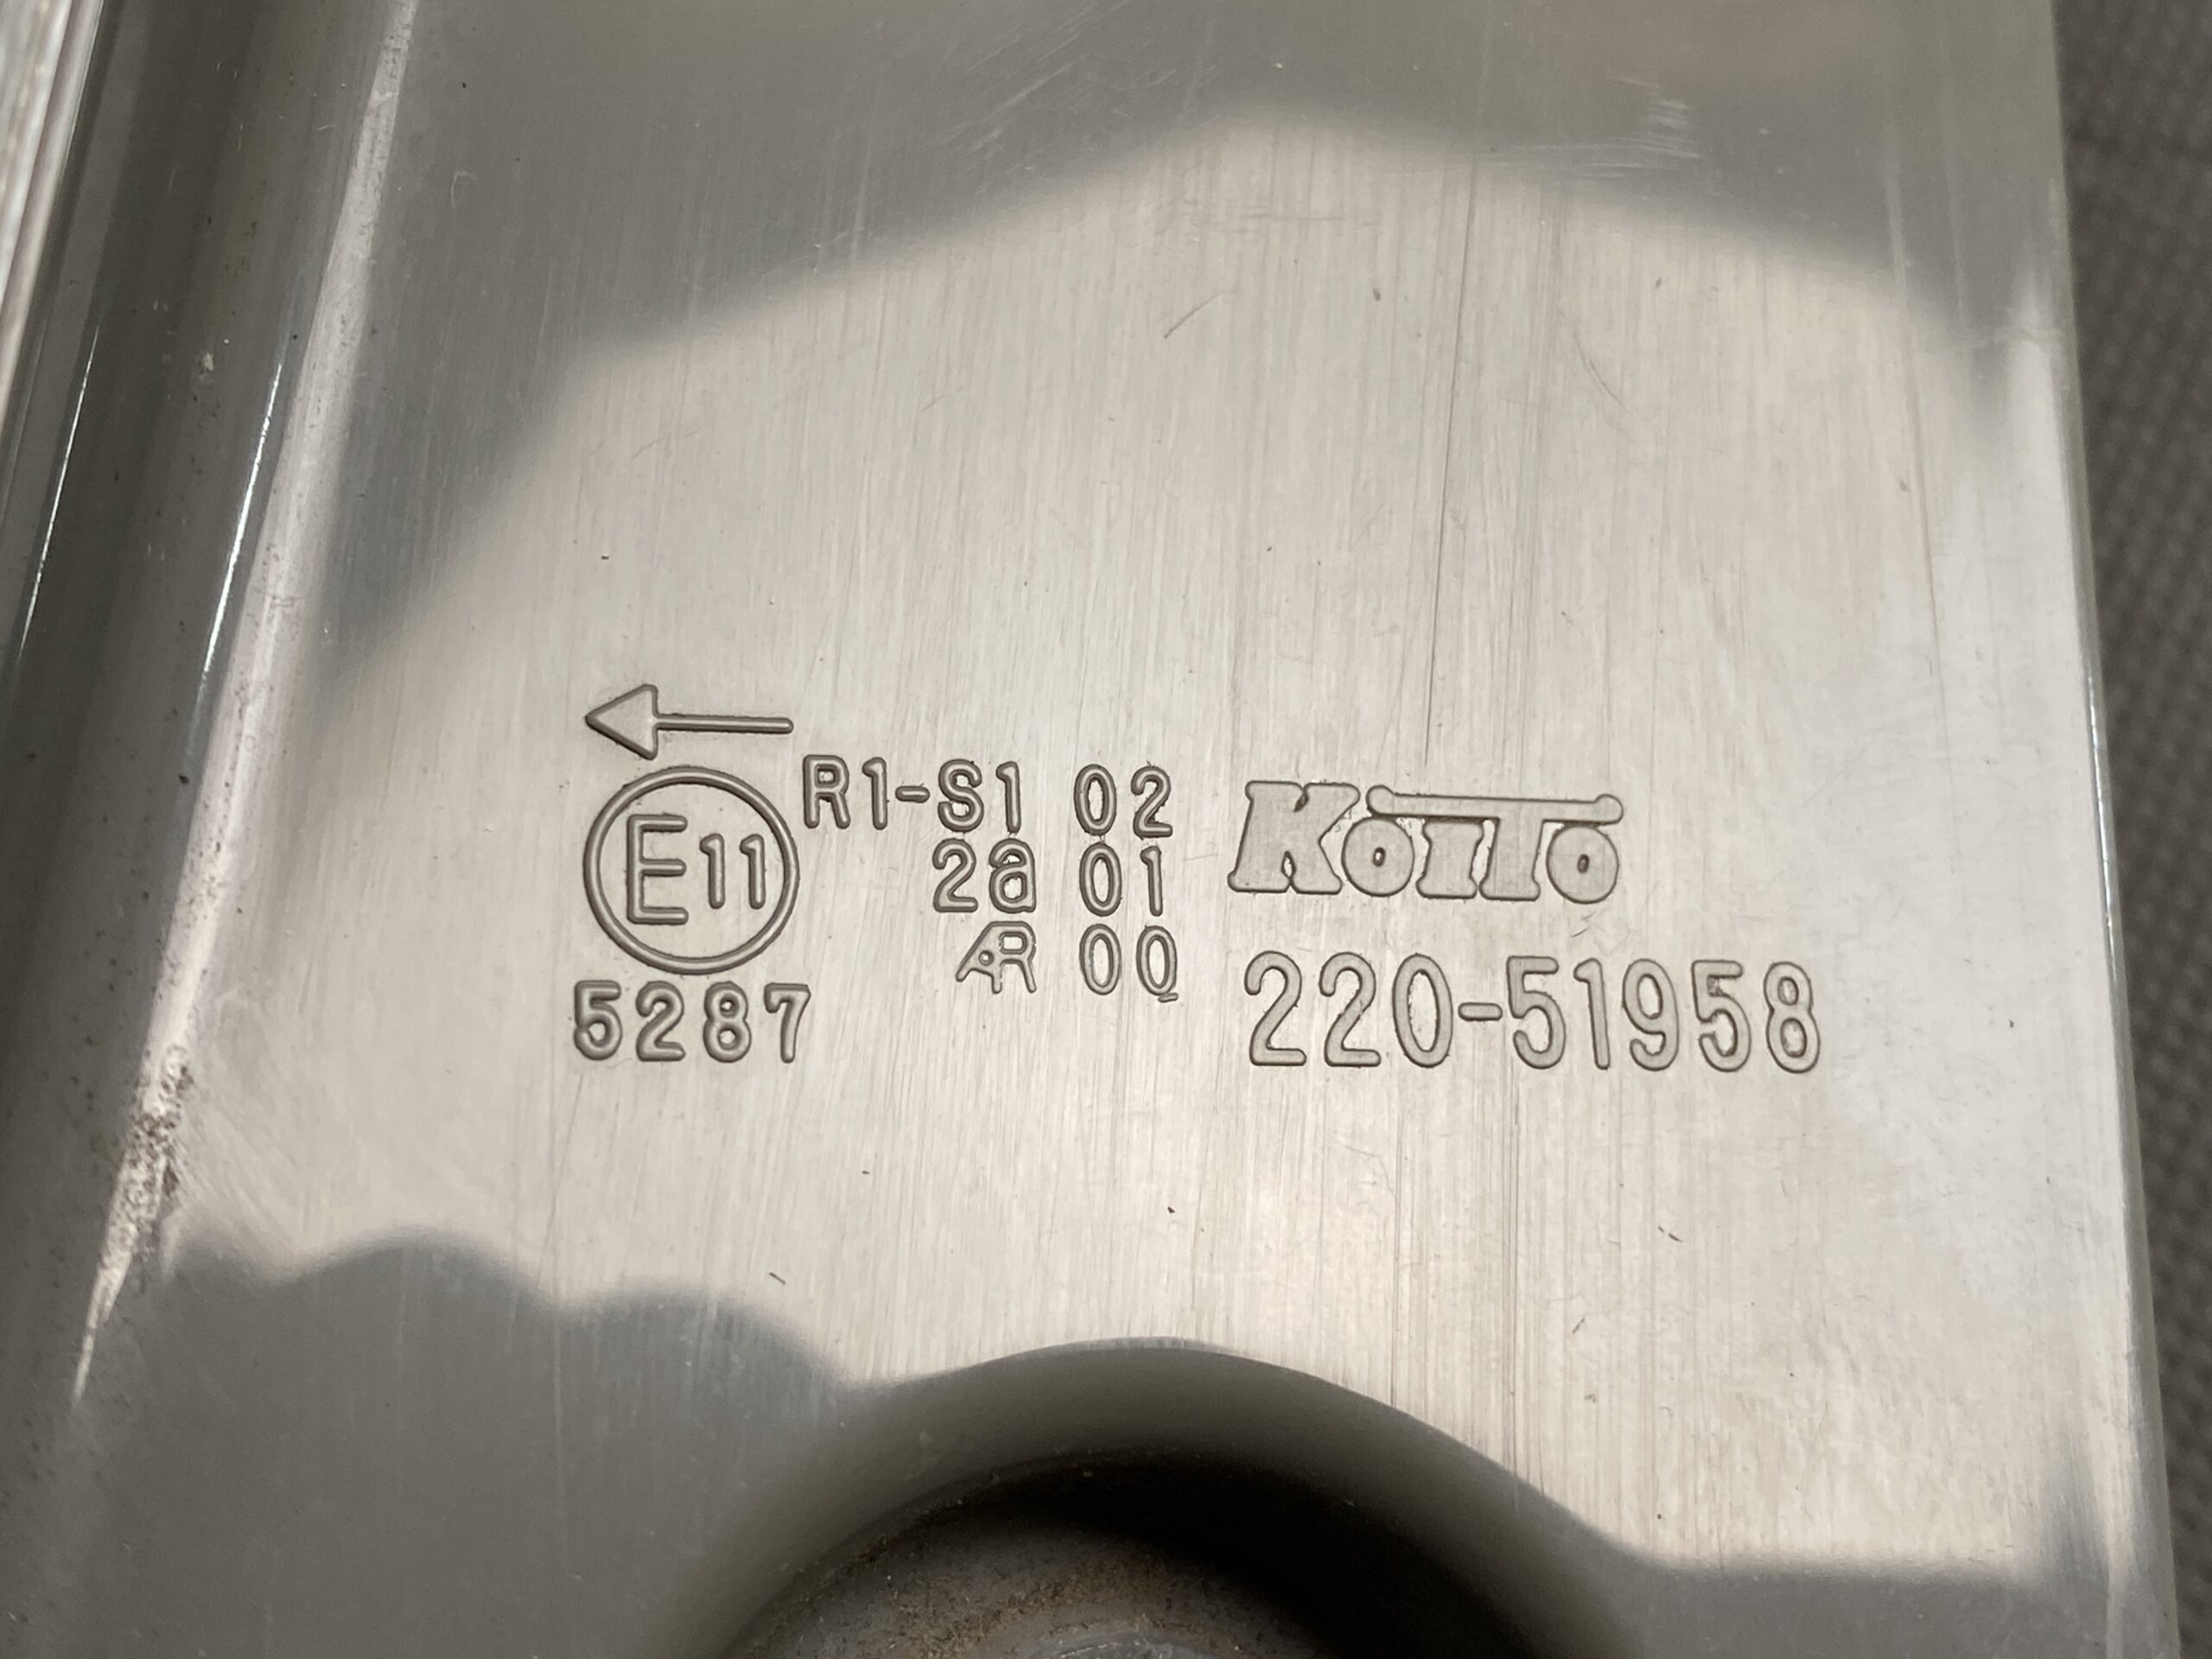 R1-S1 02
2a 01
AR 00
E11
5287
KOITO
220-51958